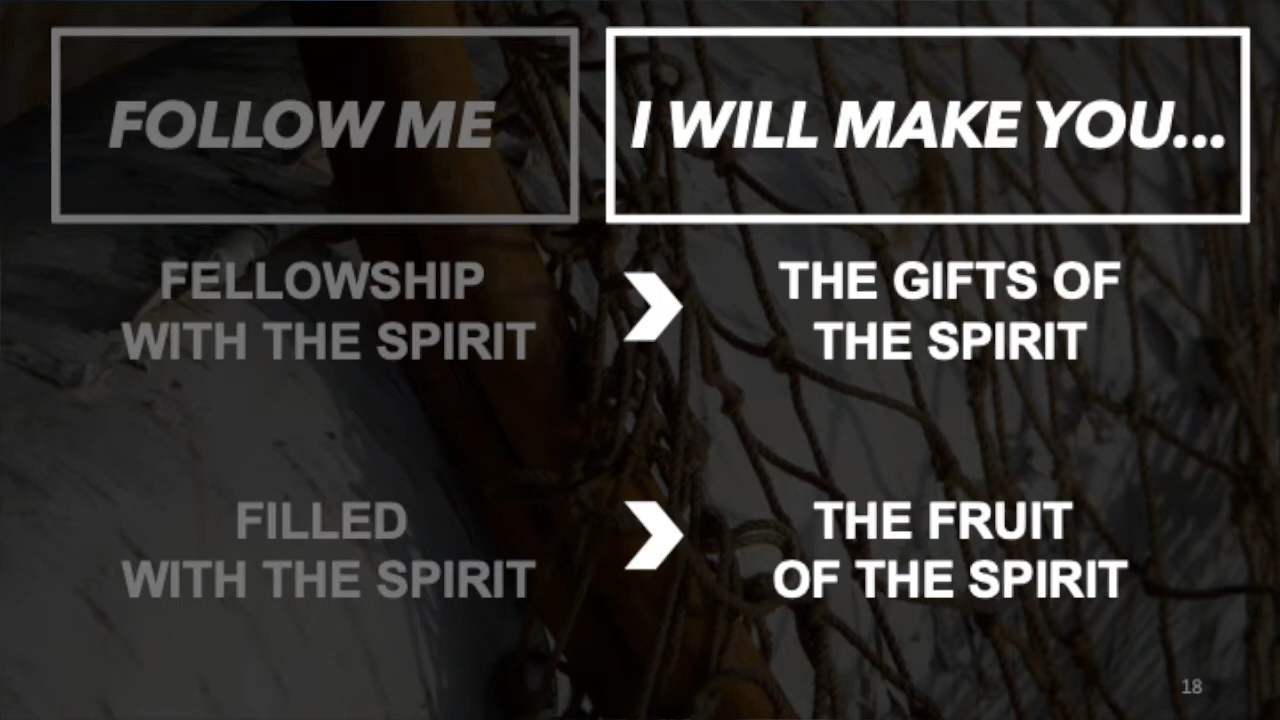 FOLLOW ME
I WILL MAKE YOU...
FELLOWSHIP
WITH THE SPIRIT
THE GIFTS OF
THE SPIRIT
FILLED
WITH THE SPIRIT
THE FRUIT
OF THE SPIRIT
18